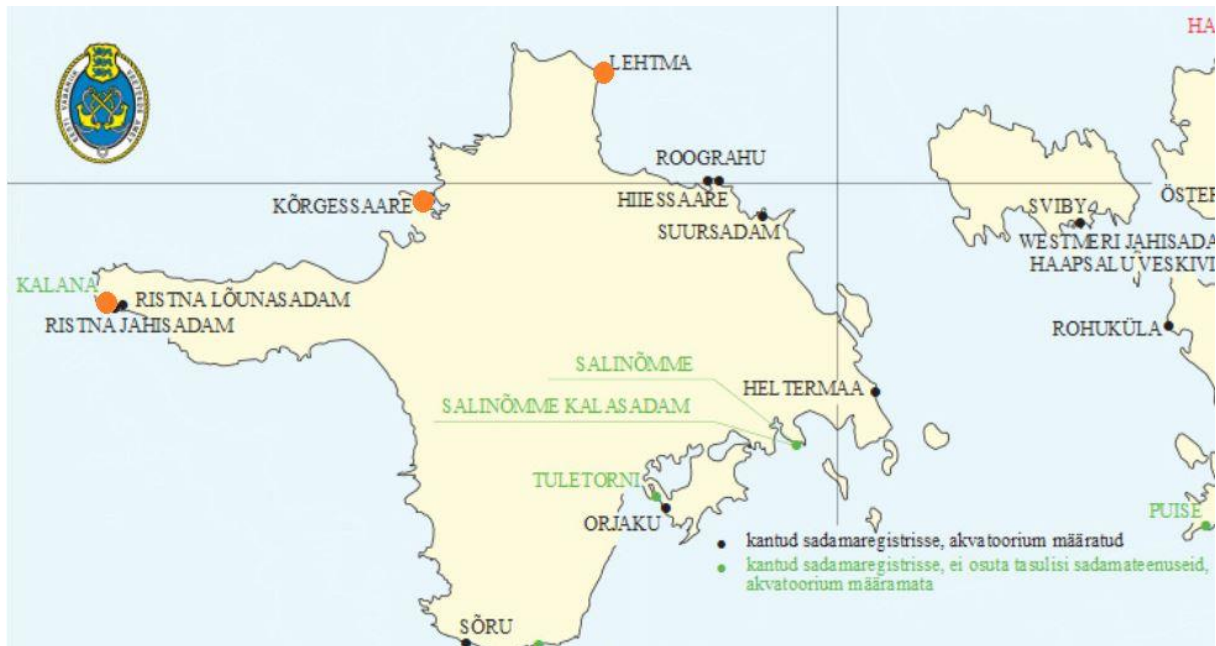 HA
LEHTMA
ROOGRAHU
KÕRGESSAARE
HIIESSAARE
SVIBY
ÖSTER
SUURSADAM
WESTMERI JAHISADA
HAAPSALU VESKIVI
KALANA
RISTNA LÕUNASADAM
RISTNA JAHISADAM
ROHUKÜLA
SALINÕMME
HELTERMAA
SALINÕMME KALASADAM
TULETORNI
ORJAKU
PUISE
kantud sadamaregistrisse, akvatoorium määratud
kantud sadamaregistrisse, ei osuta tasulisi sadamateenuseid,
akvatoorium määramata
SÕRU